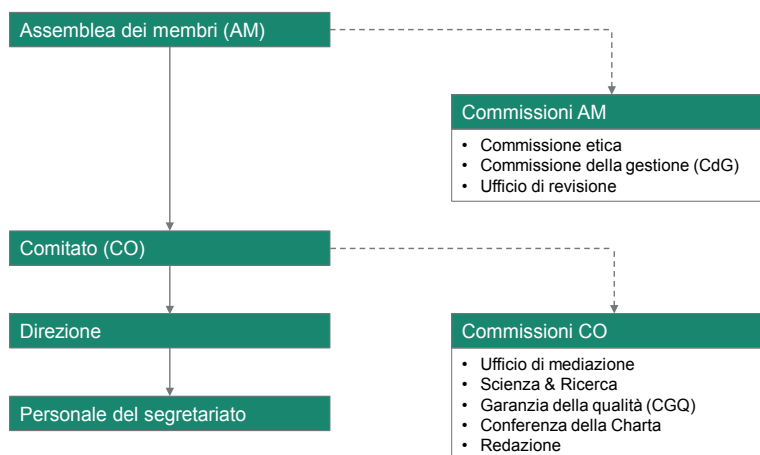 Assemblea dei membri (AM)
Commissioni AM
• Commissione etica
• Commissione della gestione (CdG)
• Ufficio di revisione
Comitato (CO)
Direzione
Commissioni CO
• Ufficio di mediazione
• Scienza & Ricerca
• Garanzia della qualità (CGQ)
• Conferenza della Charta
• Redazione
Personale del segretariato